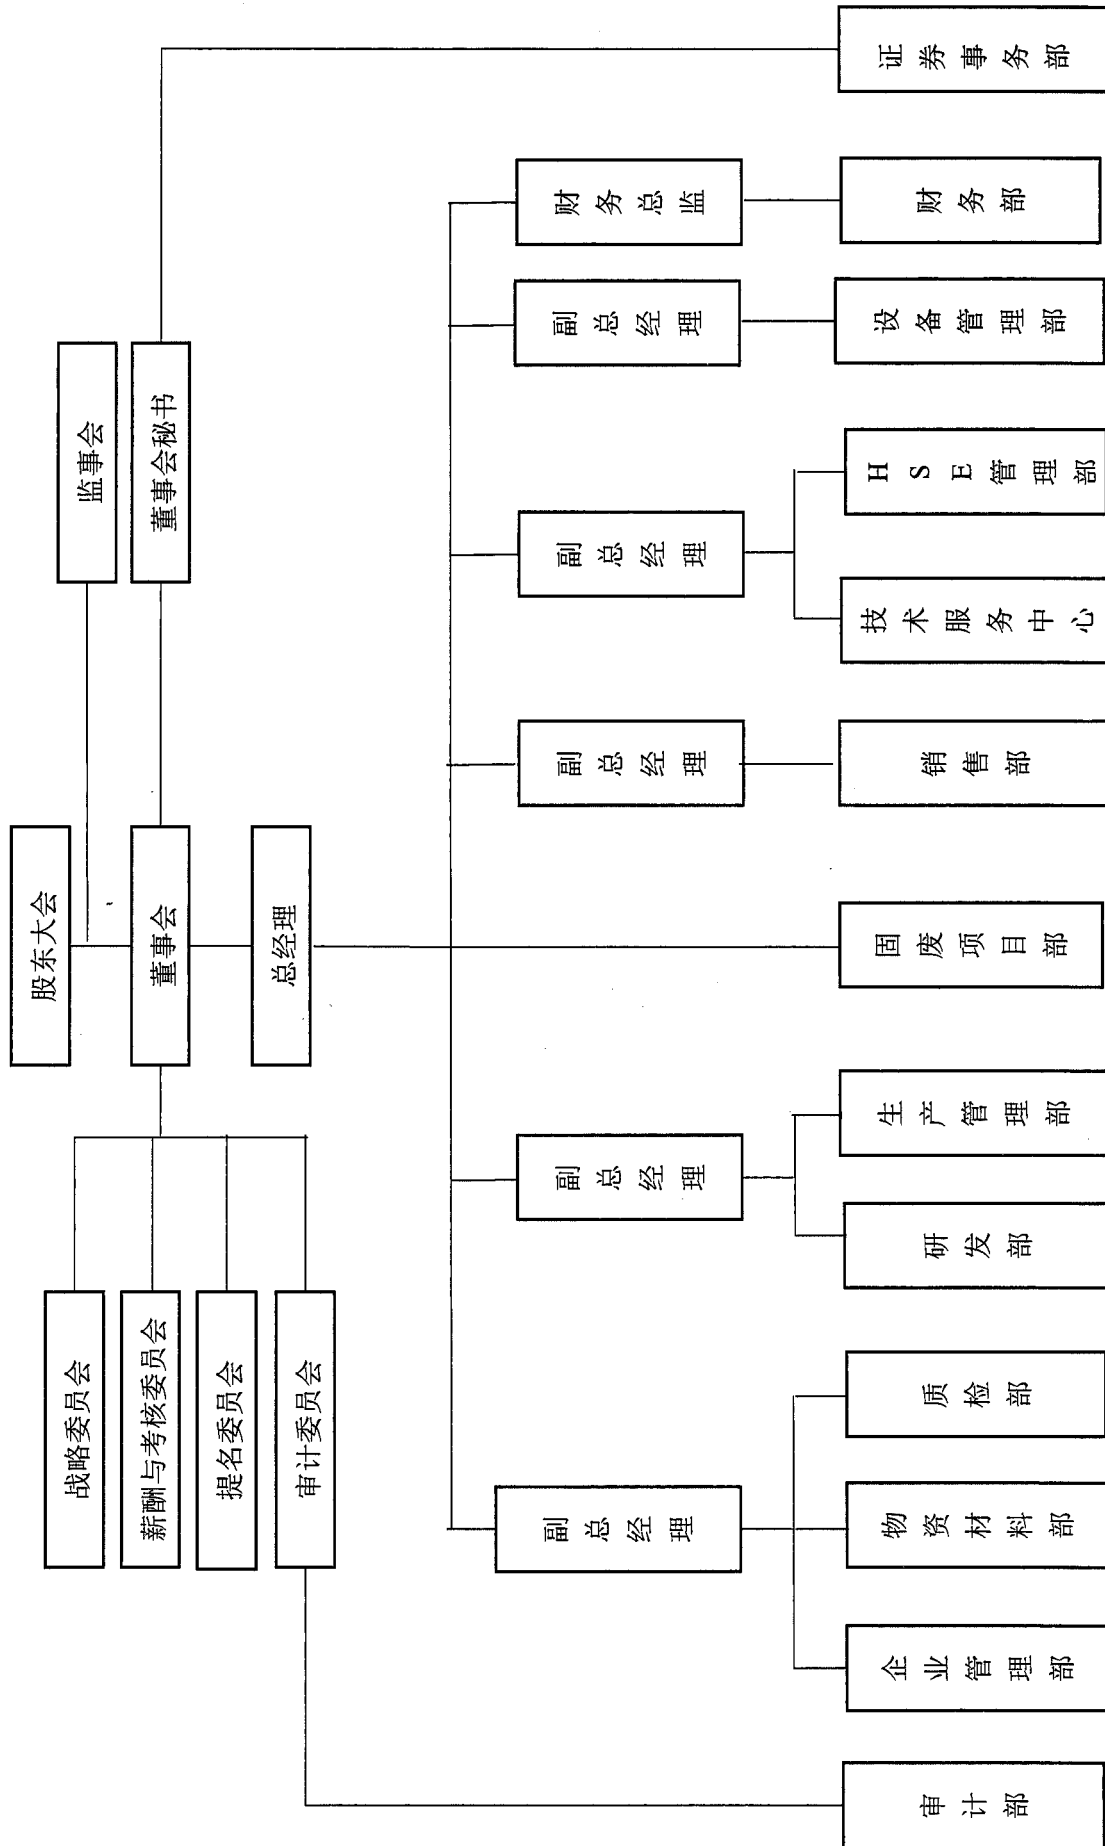 股东大会
监事会
董事会
董事会秘书
总经理
战略委员会
薪酬与考核委员会
提名委员会
审计委员会
副总经理
副总经理
副总经理
副总经理
副总经理
财务总监
审计部
企业管理部
物资材料部
质检部
研发部
生产管理部
固废项目部
销售部
技术服务中心
HSE管理部
设备管理部
财务部
证券事务部